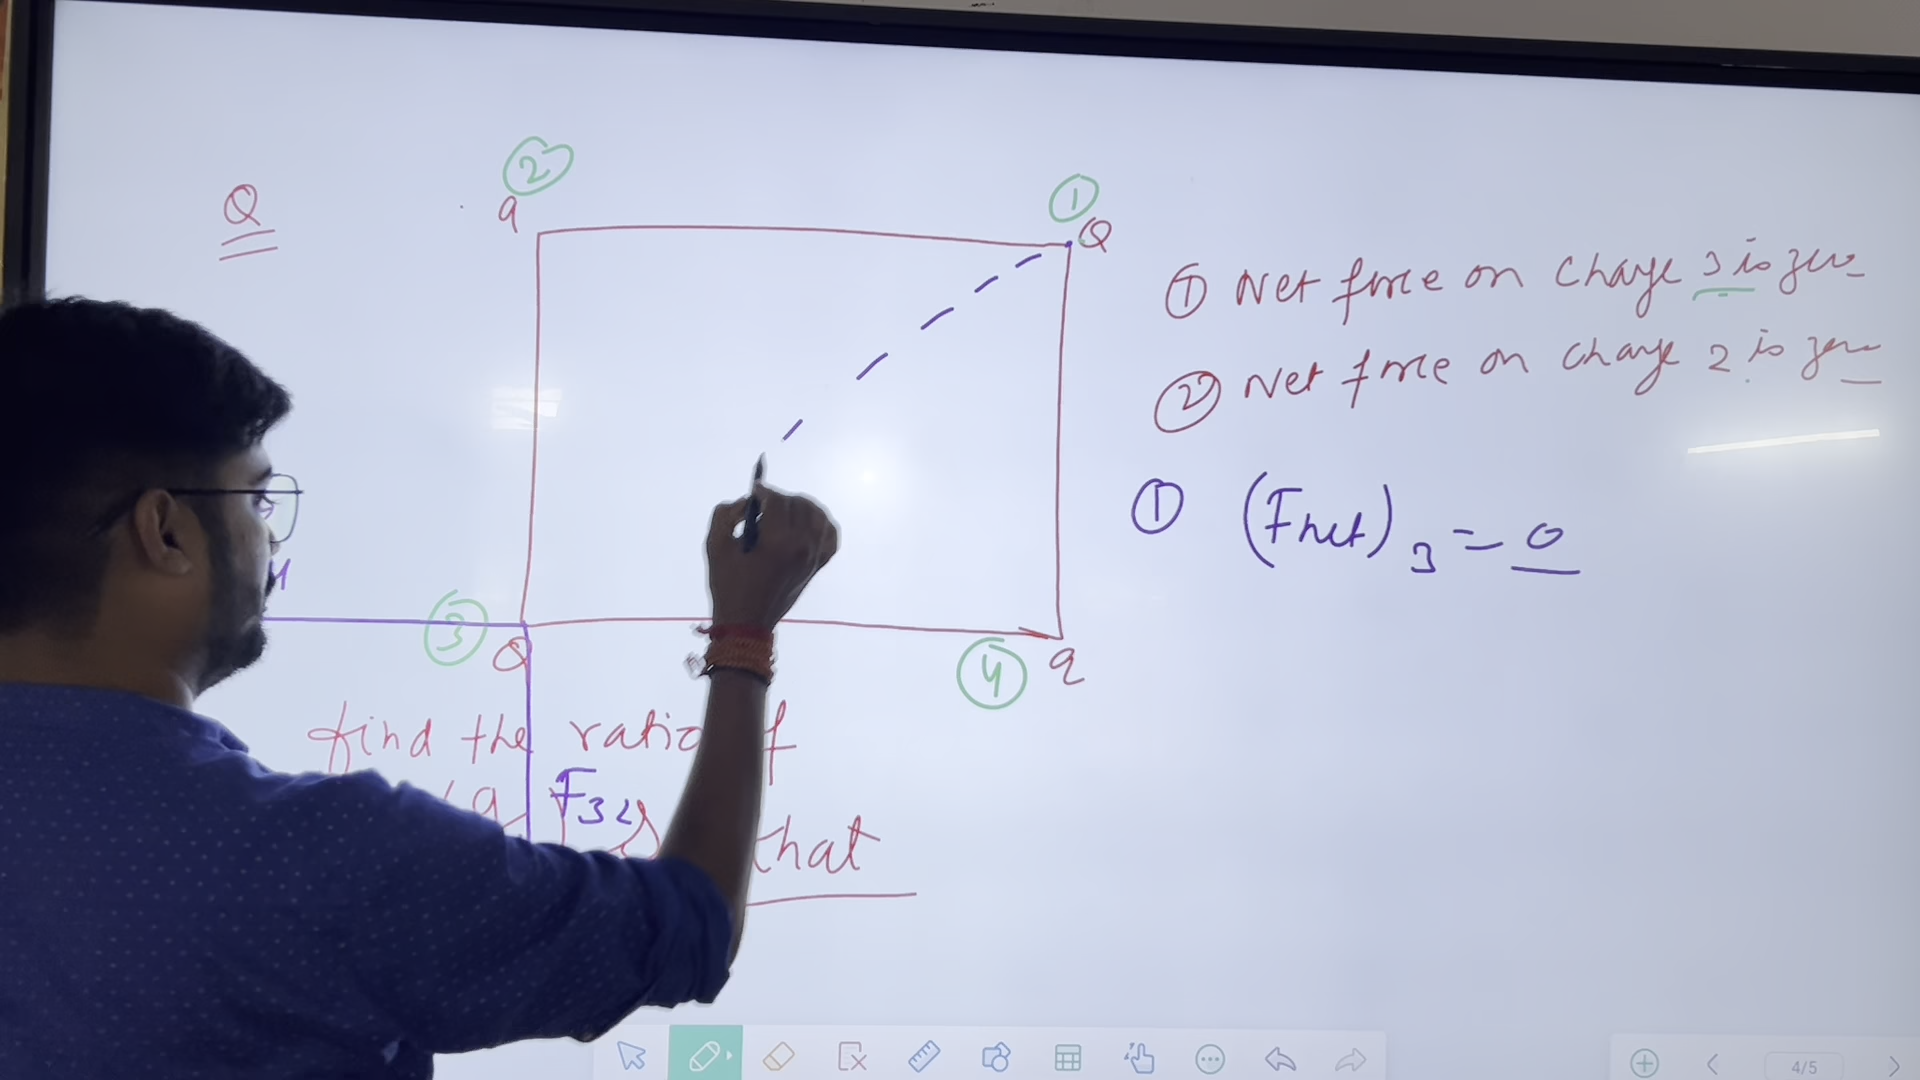 Q
2
q
1
Q
3
Q
4
q
find the ratio
F32
that
① Net force on charge 3 is zero
② Net force on charge 2 is zero
① (Fnet)3 = 0
4/5